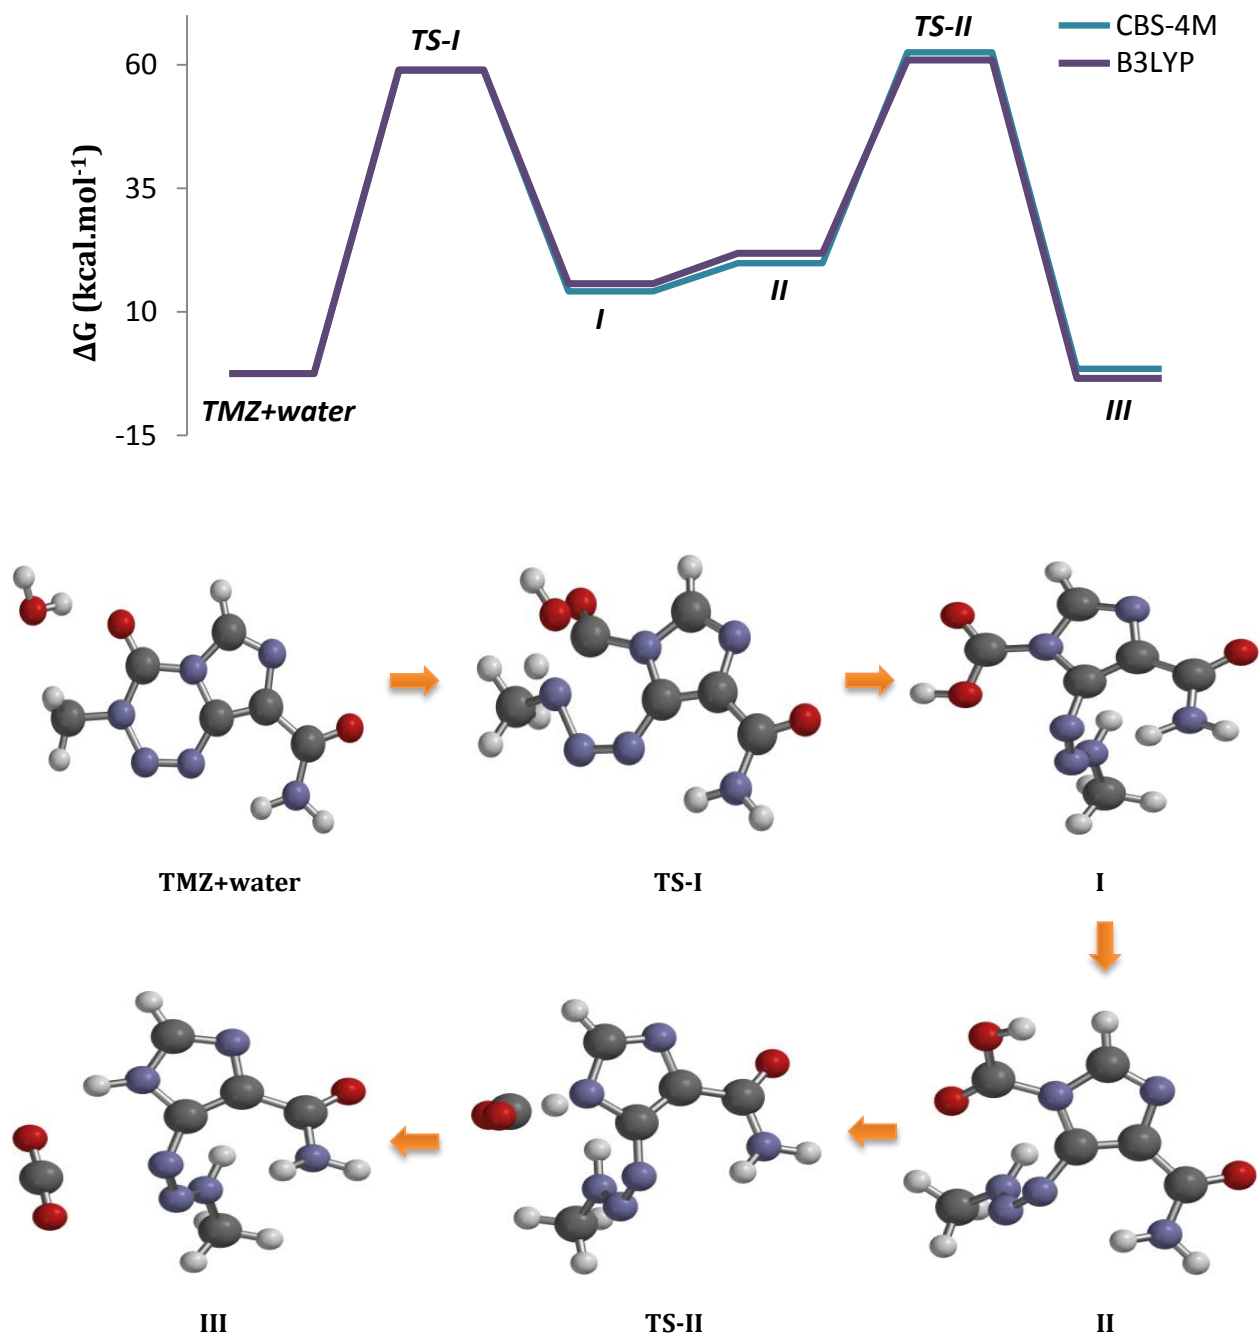 TS-I
TS-II
CBS-4M
B3LYP
60
35
10
-15
ΔG (kcal.mol⁻¹)
I
II
TMZ+water
III
TMZ+water
TS-I
I
III
TS-II
II